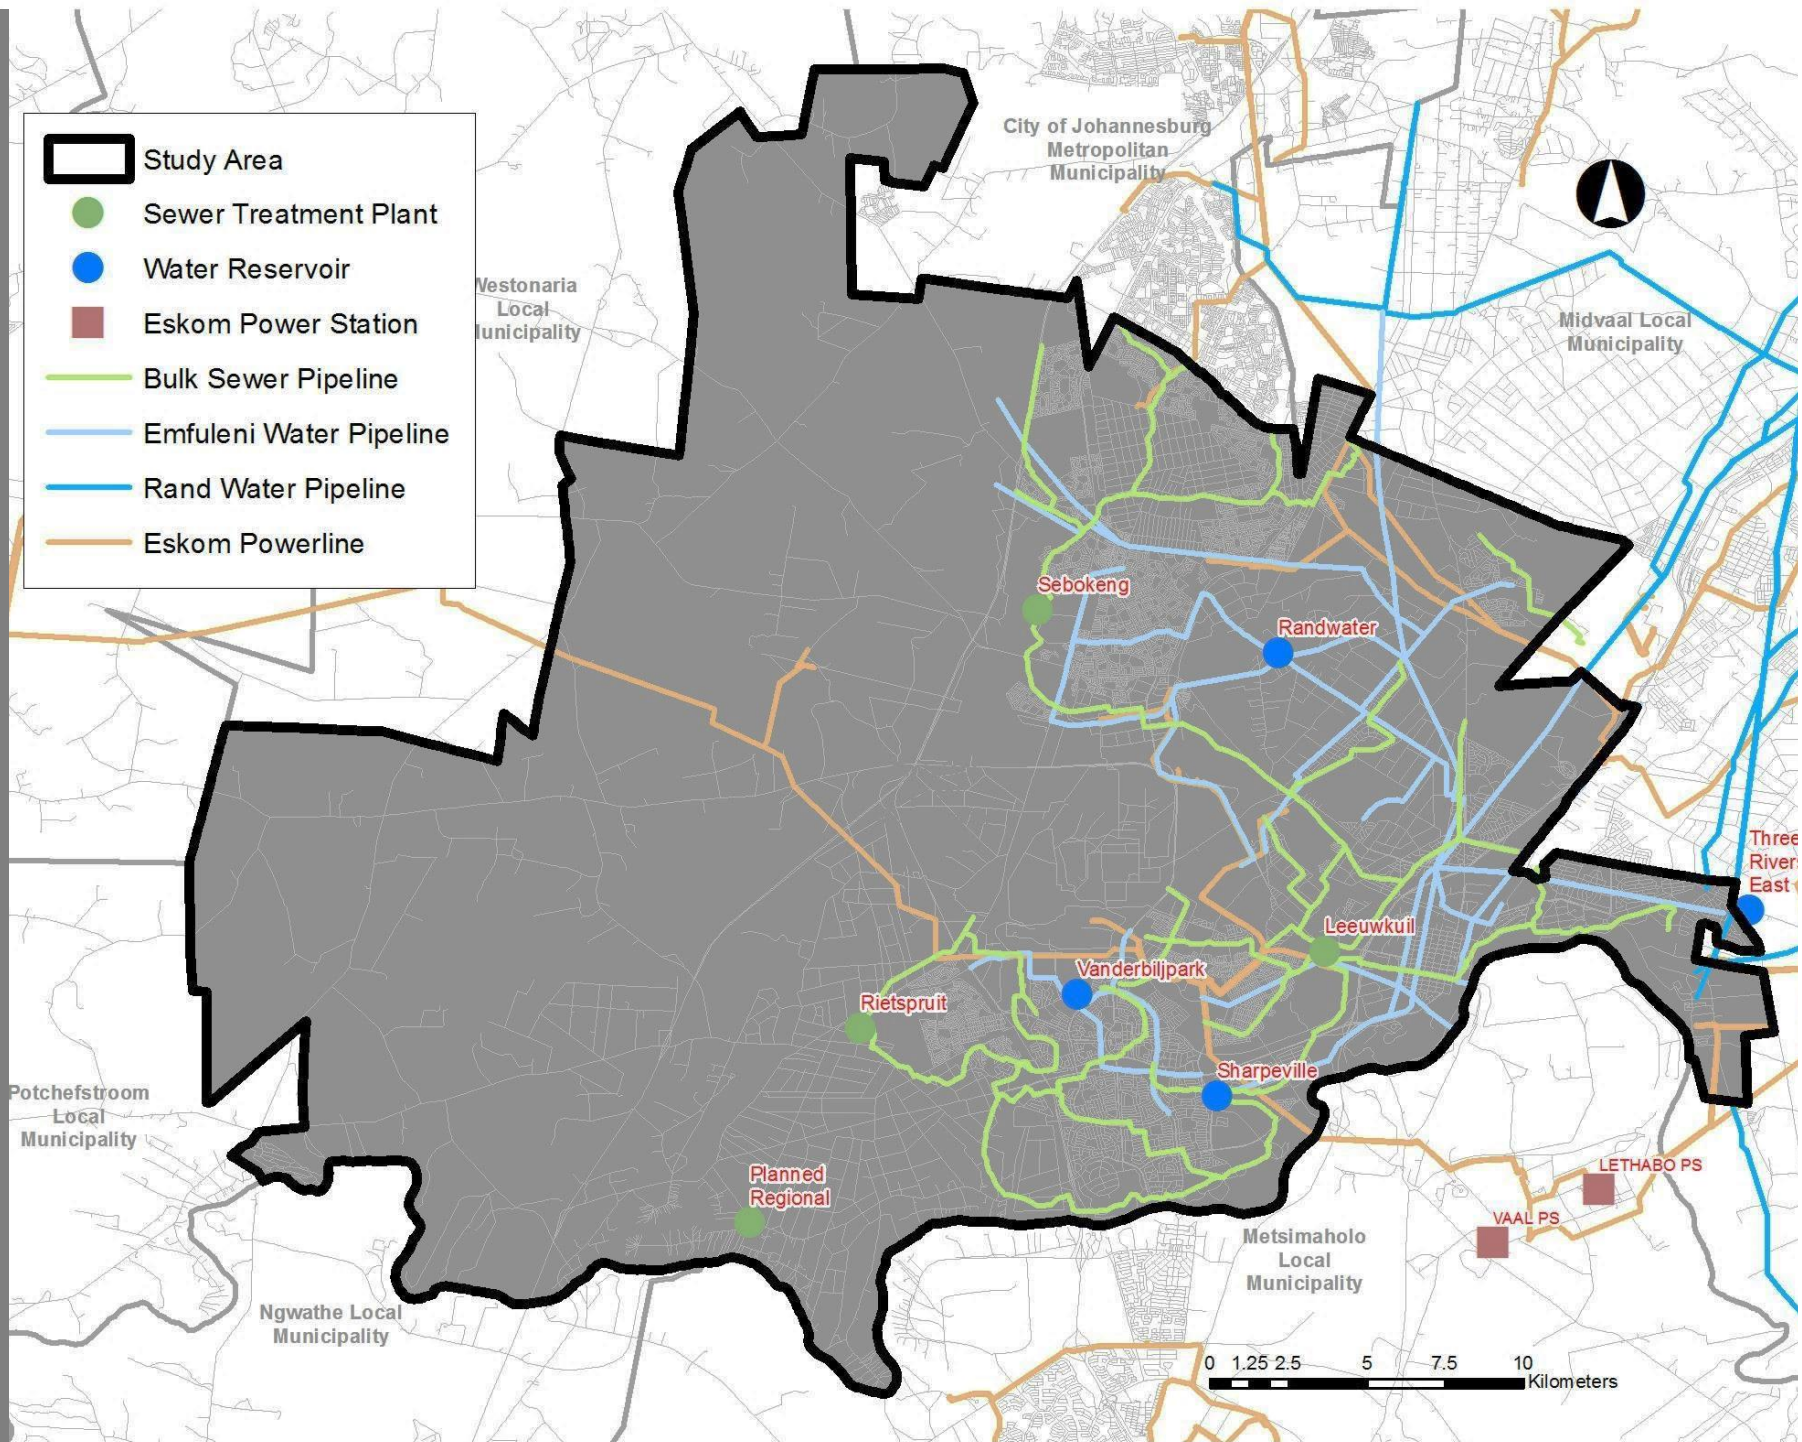 Study Area
Sewer Treatment Plant
Water Reservoir
Eskom Power Station
Bulk Sewer Pipeline
Emfuleni Water Pipeline
Rand Water Pipeline
Eskom Powerline
City of Johannesburg
Metropolitan
Municipality
Westonaria
Local
Municipality
Midvaal Local
Municipality
Sebokeng
Randwater
Three
Rivers
East
Leeuwkuil
Vanderbiljpark
Rietspruit
Sharpeville
Potchefstroom
Local
Municipality
Planned
Regional
LETHABO PS
VAAL PS
Metsimaholo
Local
Municipality
Ngwathe Local
Municipality
0 1.25 2.5 5 7.5 10
Kilometers